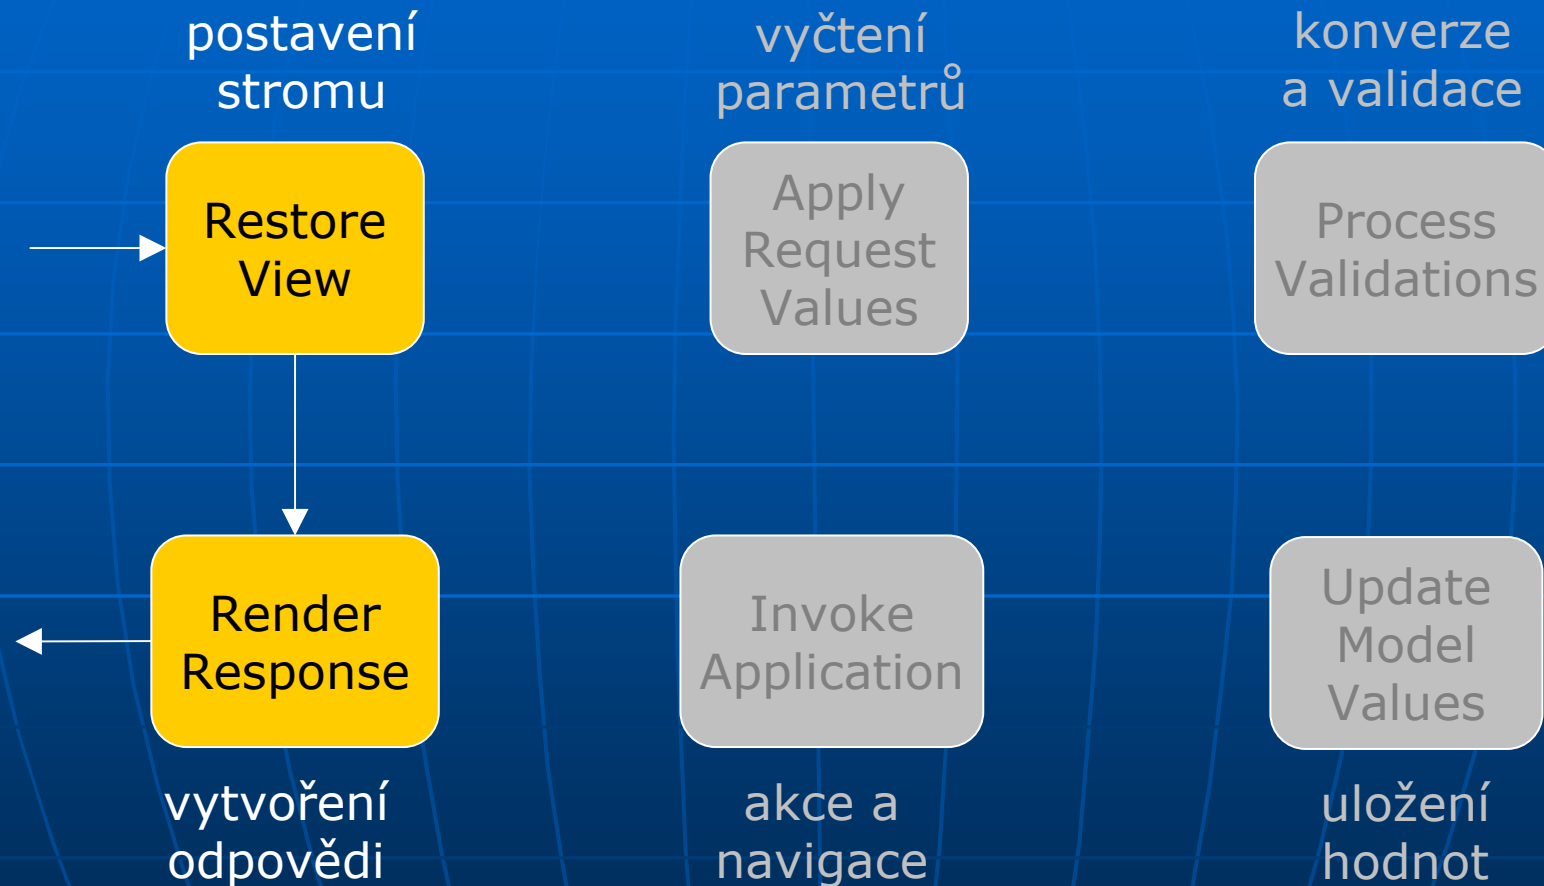 postavení
stromu
vyčtení
parametrů
konverze
a validace
Restore
View
Apply
Request
Values
Process
Validations
Render
Response
Invoke
Application
Update
Model
Values
vytvoření
odpovědi
akce a
navigace
uložení
hodnot